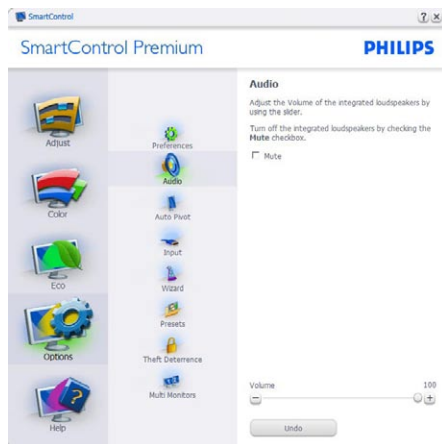 SmartControl
? x
SmartControl Premium
PHILIPS
Adjust
Color
Eco
Options
Help
Preferences
Audio
Auto Pivot
Input
Wizard
Presets
Theft Deterrence
Multi Monitors
Audio
Adjust the Volume of the integrated loudspeakers by
using the slider.
Turn off the integrated loudspeakers by checking the
Mute checkbox.
Mute
Volume 100
− +
Undo